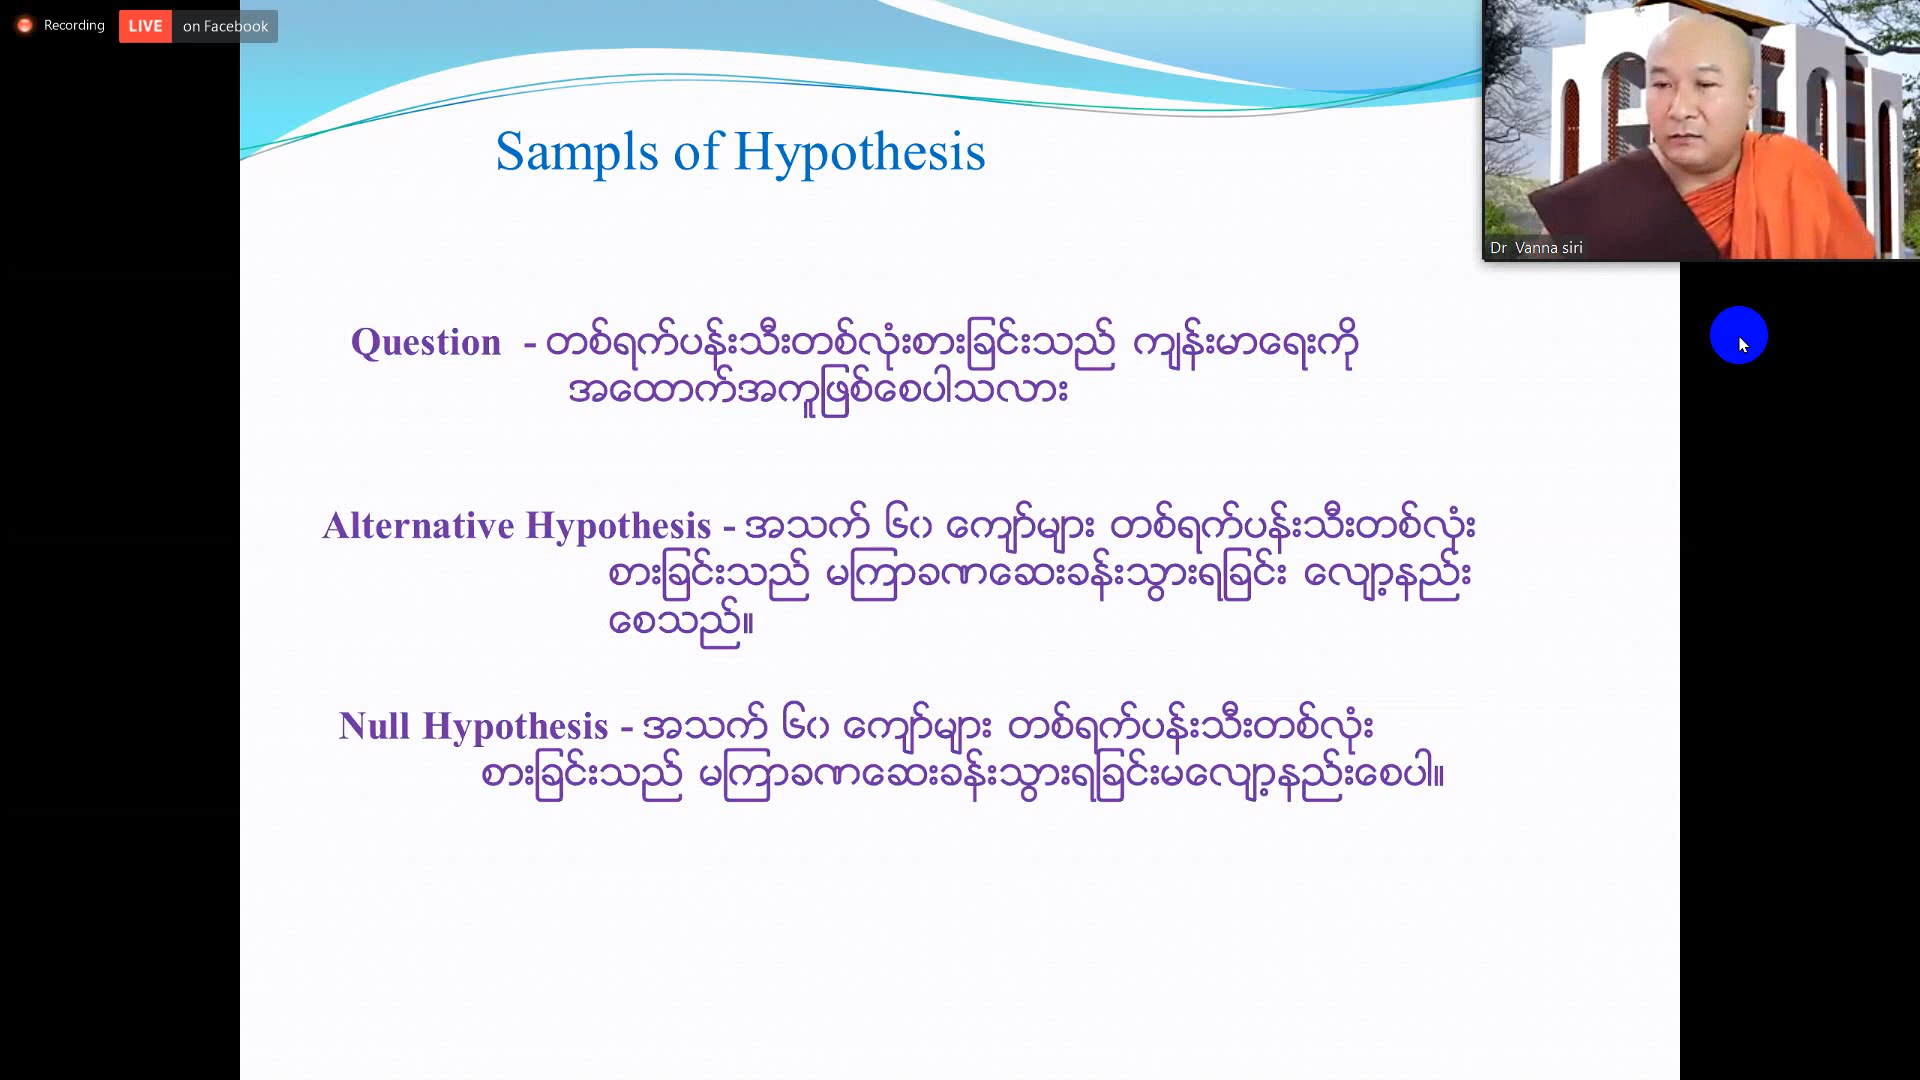 Recording
LIVE on Facebook
Sampls of Hypothesis
Dr Vanna siri
Question - တစ်ရက်ပန်းသီးတစ်လုံးစားခြင်းသည် ကျန်းမာရေးကို
အထောက်အကူဖြစ်စေပါသလား
Alternative Hypothesis - အသက် ၆၀ ကျော်များ တစ်ရက်ပန်းသီးတစ်လုံး
စားခြင်းသည် မကြာခဏဆေးခန်းသွားရခြင်း လျော့နည်း
စေသည်။
Null Hypothesis - အသက် ၆၀ ကျော်များ တစ်ရက်ပန်းသီးတစ်လုံး
စားခြင်းသည် မကြာခဏဆေးခန်းသွားရခြင်းမလျော့နည်းစေပါ။